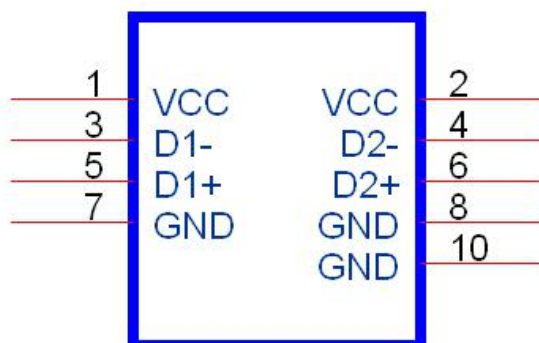 1 VCC VCC 2
3 D1- D2- 4
5 D1+ D2+ 6
7 GND GND 8
GND 10